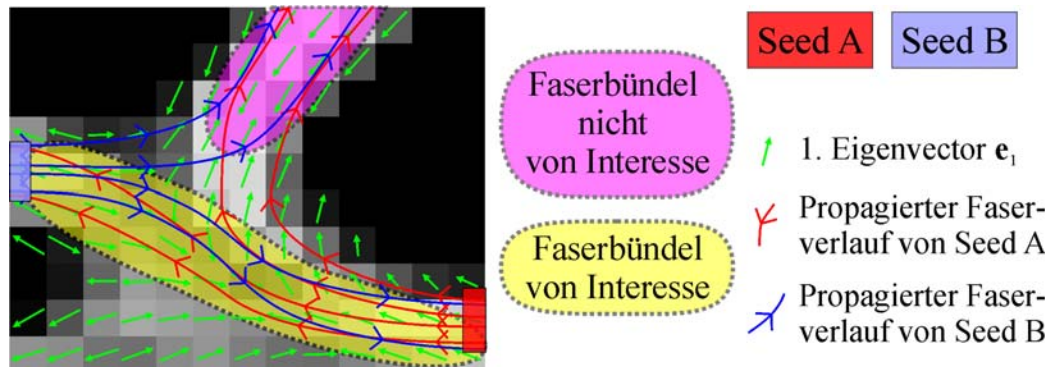 Seed A
Seed B
Faserbündel
nicht
von Interesse
Faserbündel
von Interesse
1. Eigenvector e₁
Propagierter Faser-
verlauf von Seed A
Propagierter Faser-
verlauf von Seed B